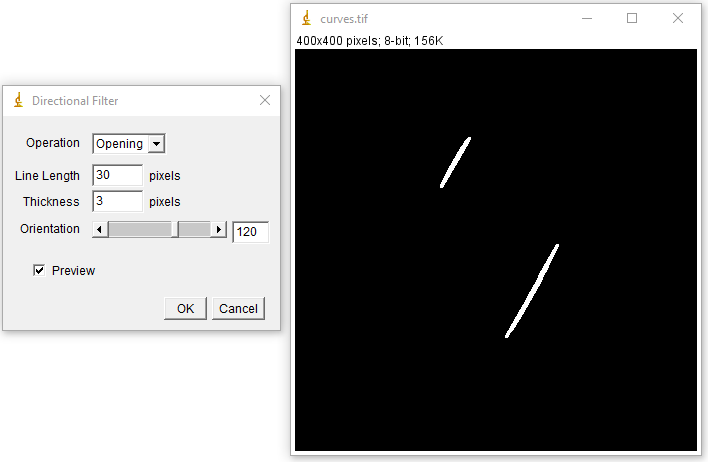 Directional Filter
Operation Opening
Line Length 30 pixels
Thickness 3 pixels
Orientation 120
Preview
OK Cancel
curves.tif
400x400 pixels; 8-bit; 156K